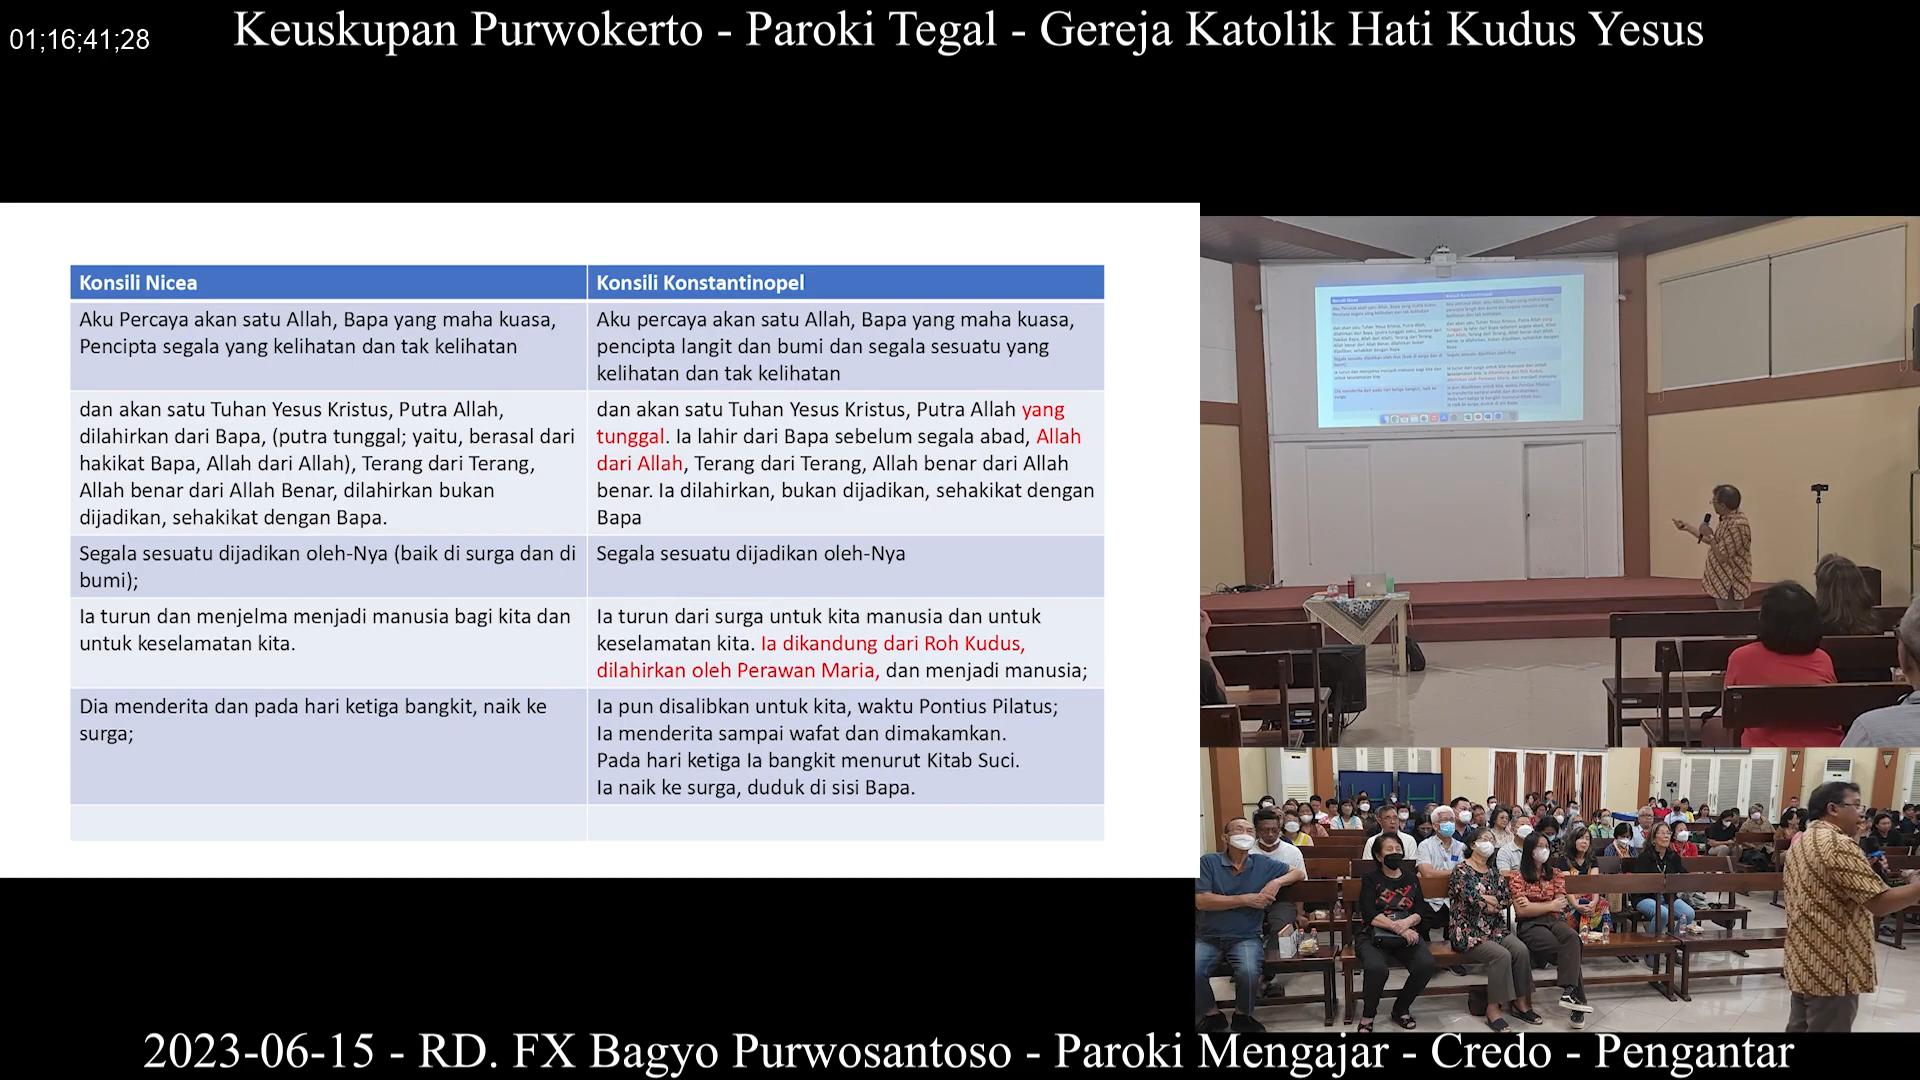 01;16;41;28
Keuskupan Purwokerto - Paroki Tegal - Gereja Katolik Hati Kudus Yesus
Konsili Nicea
Konsili Konstantinopel
Aku Percaya akan satu Allah, Bapa yang maha kuasa,
Pencipta segala yang kelihatan dan tak kelihatan
Aku percaya akan satu Allah, Bapa yang maha kuasa,
pencipta langit dan bumi dan segala sesuatu yang
kelihatan dan tak kelihatan
dan akan satu Tuhan Yesus Kristus, Putra Allah,
dilahirkan dari Bapa, (putra tunggal; yaitu, berasal dari
hakikat Bapa, Allah dari Allah), Terang dari Terang,
Allah benar dari Allah Benar, dilahirkan bukan
dijadikan, sehakikat dengan Bapa.
dan akan satu Tuhan Yesus Kristus, Putra Allah yang
tunggal. Ia lahir dari Bapa sebelum segala abad, Allah
dari Allah, Terang dari Terang, Allah benar dari Allah
benar. Ia dilahirkan, bukan dijadikan, sehakikat dengan
Bapa
Segala sesuatu dijadikan oleh-Nya (baik di surga dan di
bumi);
Segala sesuatu dijadikan oleh-Nya
Ia turun dan menjelma menjadi manusia bagi kita dan
untuk keselamatan kita.
Ia turun dari surga untuk kita manusia dan untuk
keselamatan kita. Ia dikandung dari Roh Kudus,
dilahirkan oleh Perawan Maria, dan menjadi manusia;
Dia menderita dan pada hari ketiga bangkit, naik ke
surga;
Ia pun disalibkan untuk kita, waktu Pontius Pilatus;
Ia menderita sampai wafat dan dimakamkan.
Pada hari ketiga Ia bangkit menurut Kitab Suci.
Ia naik ke surga, duduk di sisi Bapa.
2023-06-15 - RD. FX Bagyo Purwosantoso - Paroki Mengajar - Credo - Pengantar